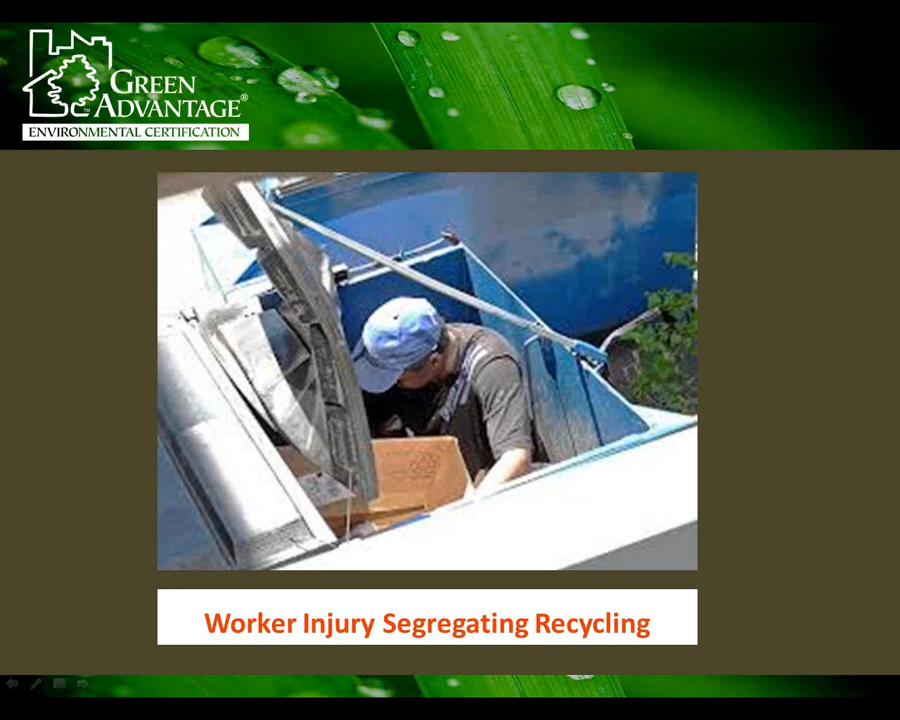 GREEN
ADVANTAGE®
ENVIRONMENTAL CERTIFICATION
Worker Injury Segregating Recycling